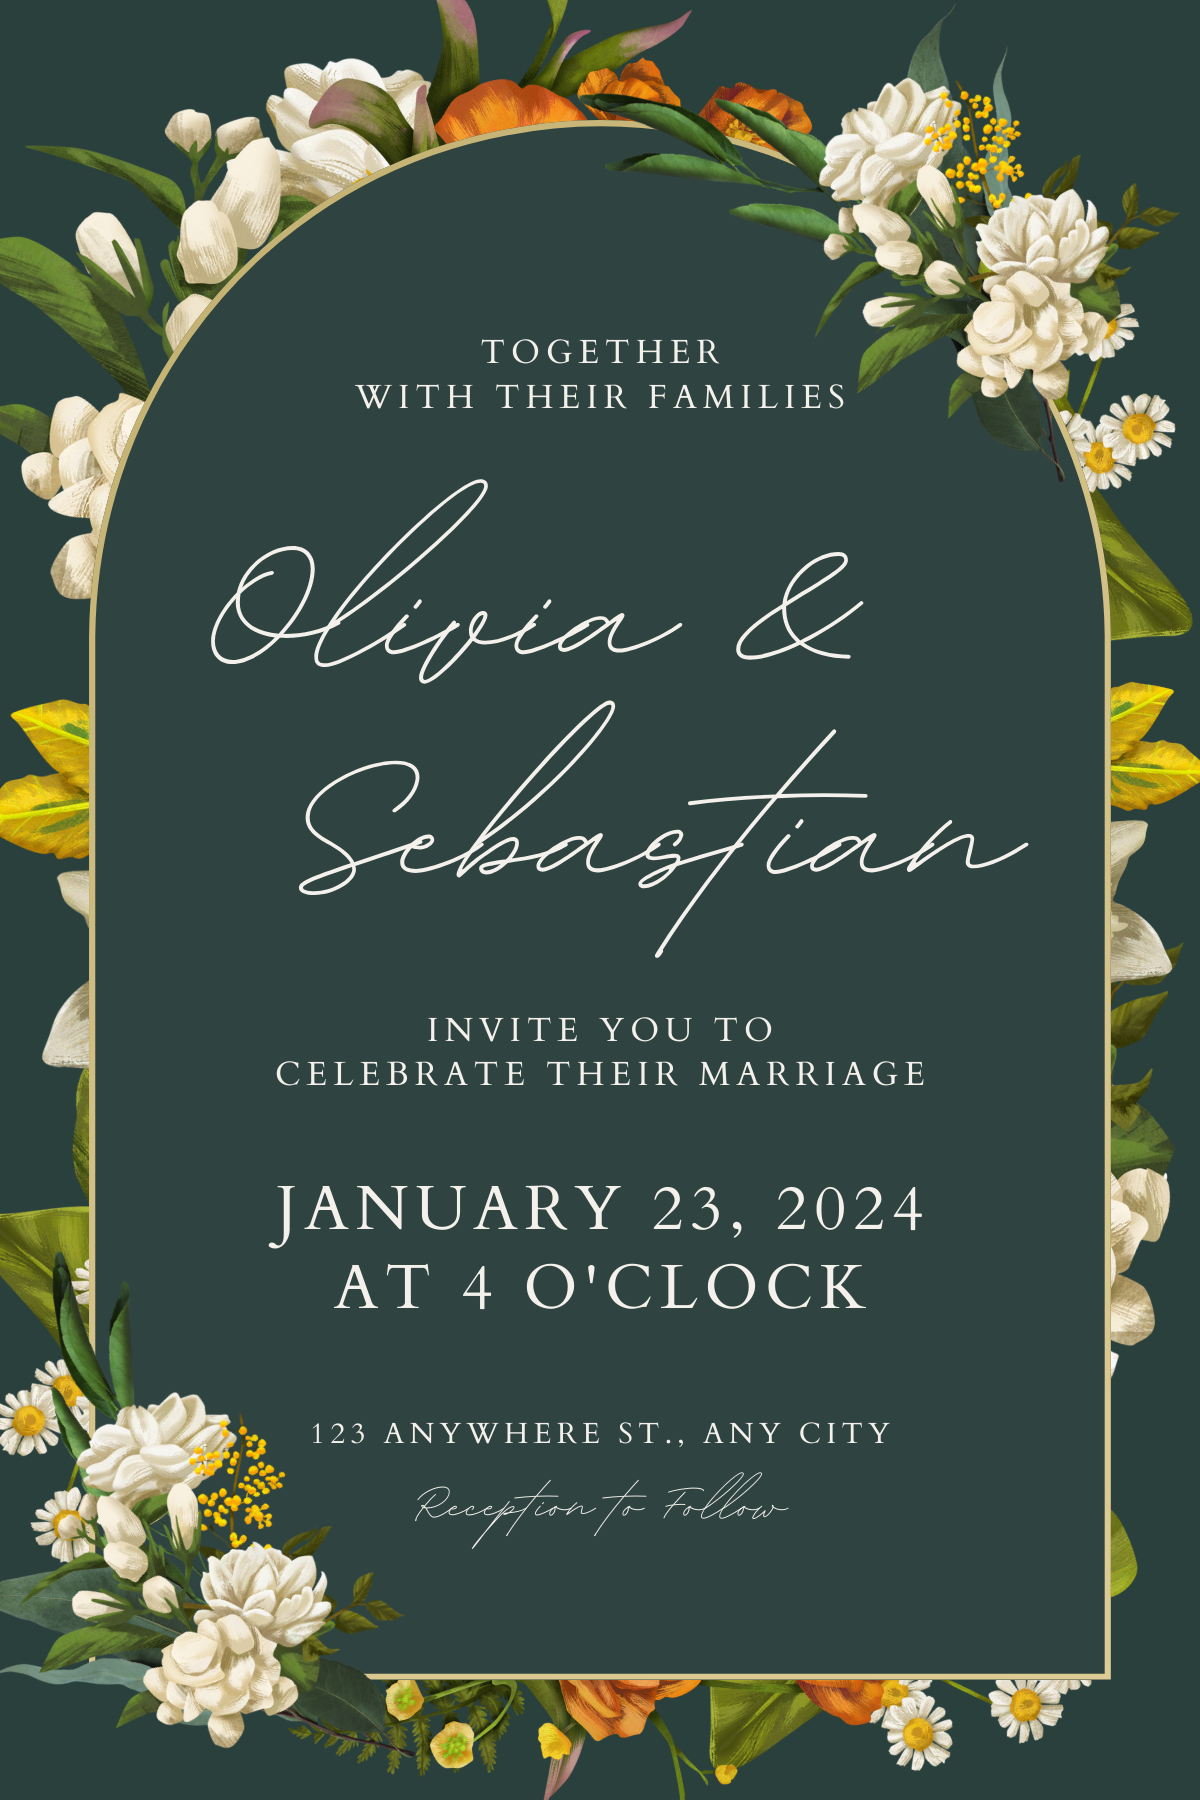 TOGETHER
WITH THEIR FAMILIES
Olivia &
Sebastian
INVITE YOU TO
CELEBRATE THEIR MARRIAGE
JANUARY 23, 2024
AT 4 O'CLOCK
123 ANYWHERE ST., ANY CITY
Reception to Follow